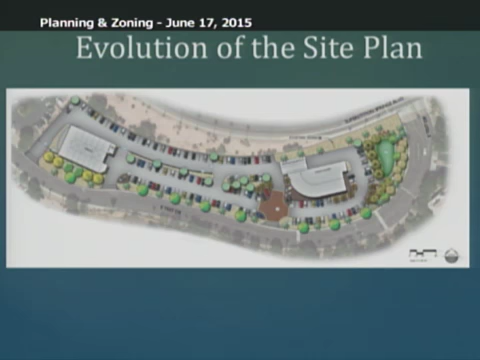 Planning & Zoning - June 17, 2015
Evolution of the Site Plan